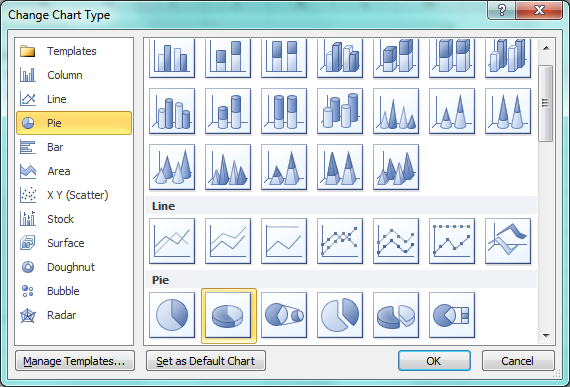 Change Chart Type
Templates
Column
Line
Pie
Bar
Area
X Y (Scatter)
Stock
Surface
Doughnut
Bubble
Radar
Line
Pie
Manage Templates...
Set as Default Chart
OK
Cancel